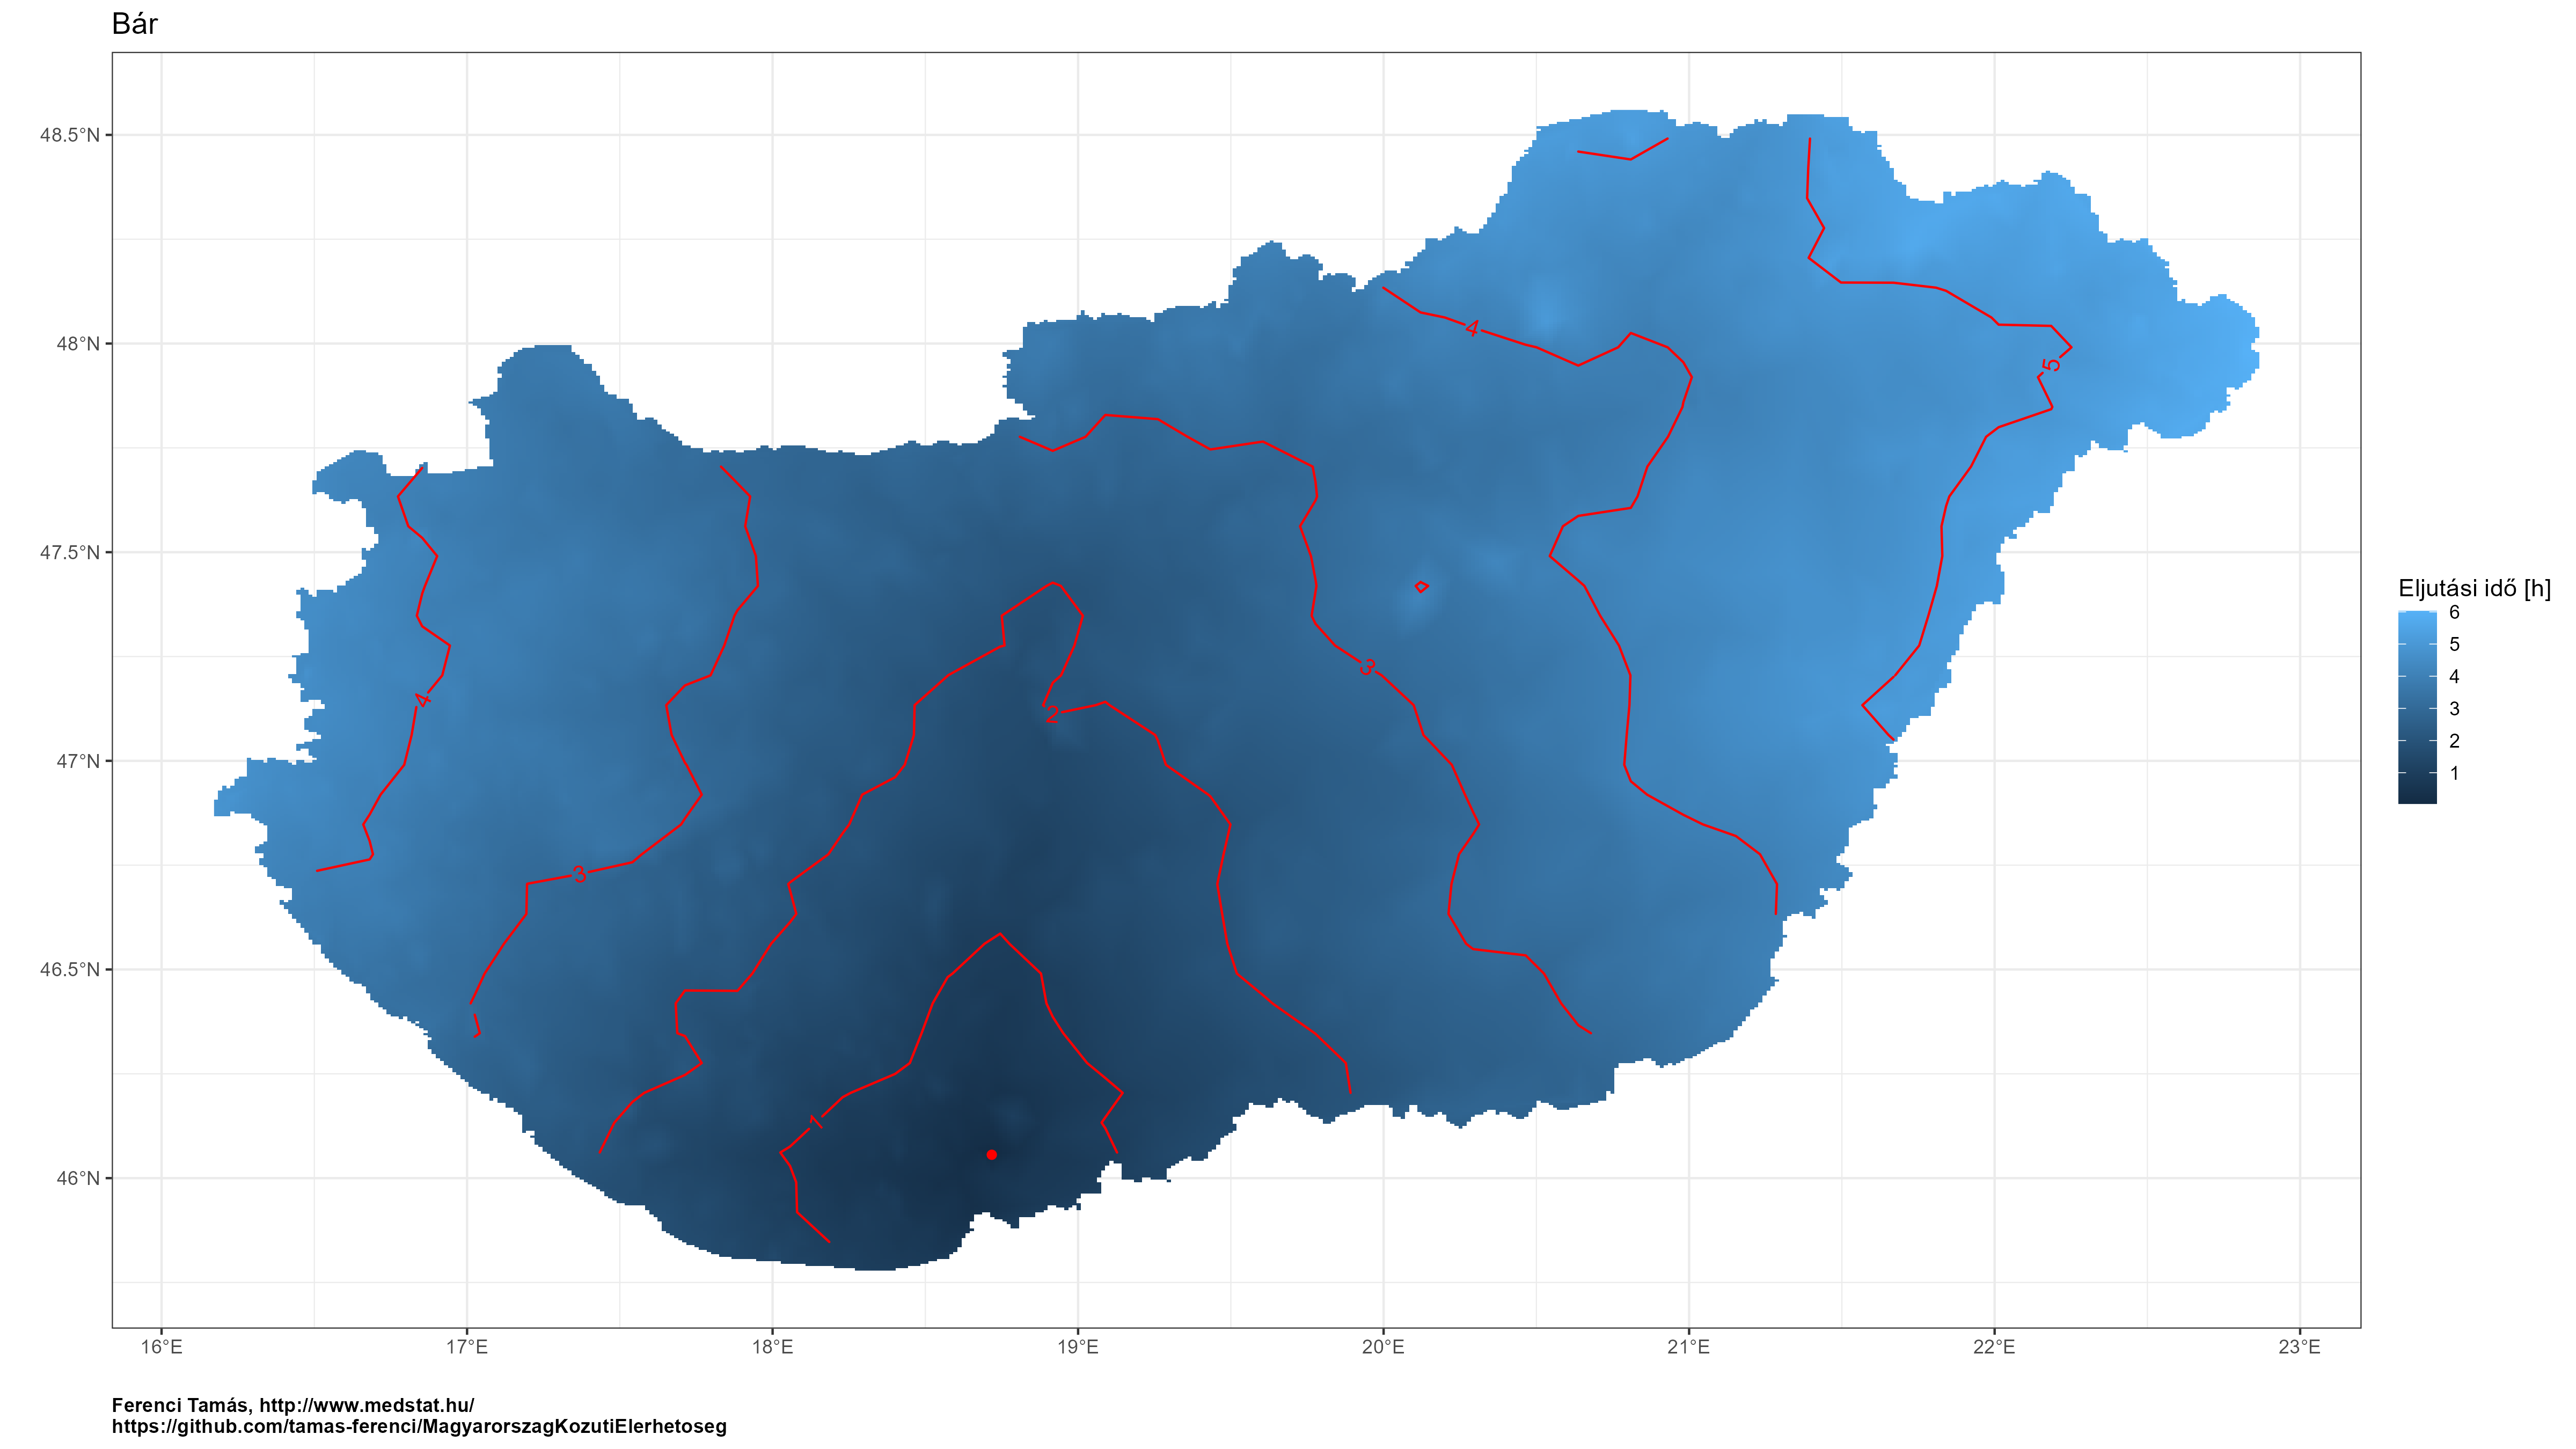 Bár
48.5°N
48°N
47.5°N
47°N
46.5°N
46°N
16°E
17°E
18°E
19°E
20°E
21°E
22°E
23°E
4
5
3
4
2
3
1
Eljutási idő [h]
6
5
4
3
2
1
Ferenci Tamás, http://www.medstat.hu/
https://github.com/tamas-ferenci/MagyarorszagKozutiElerhetoseg